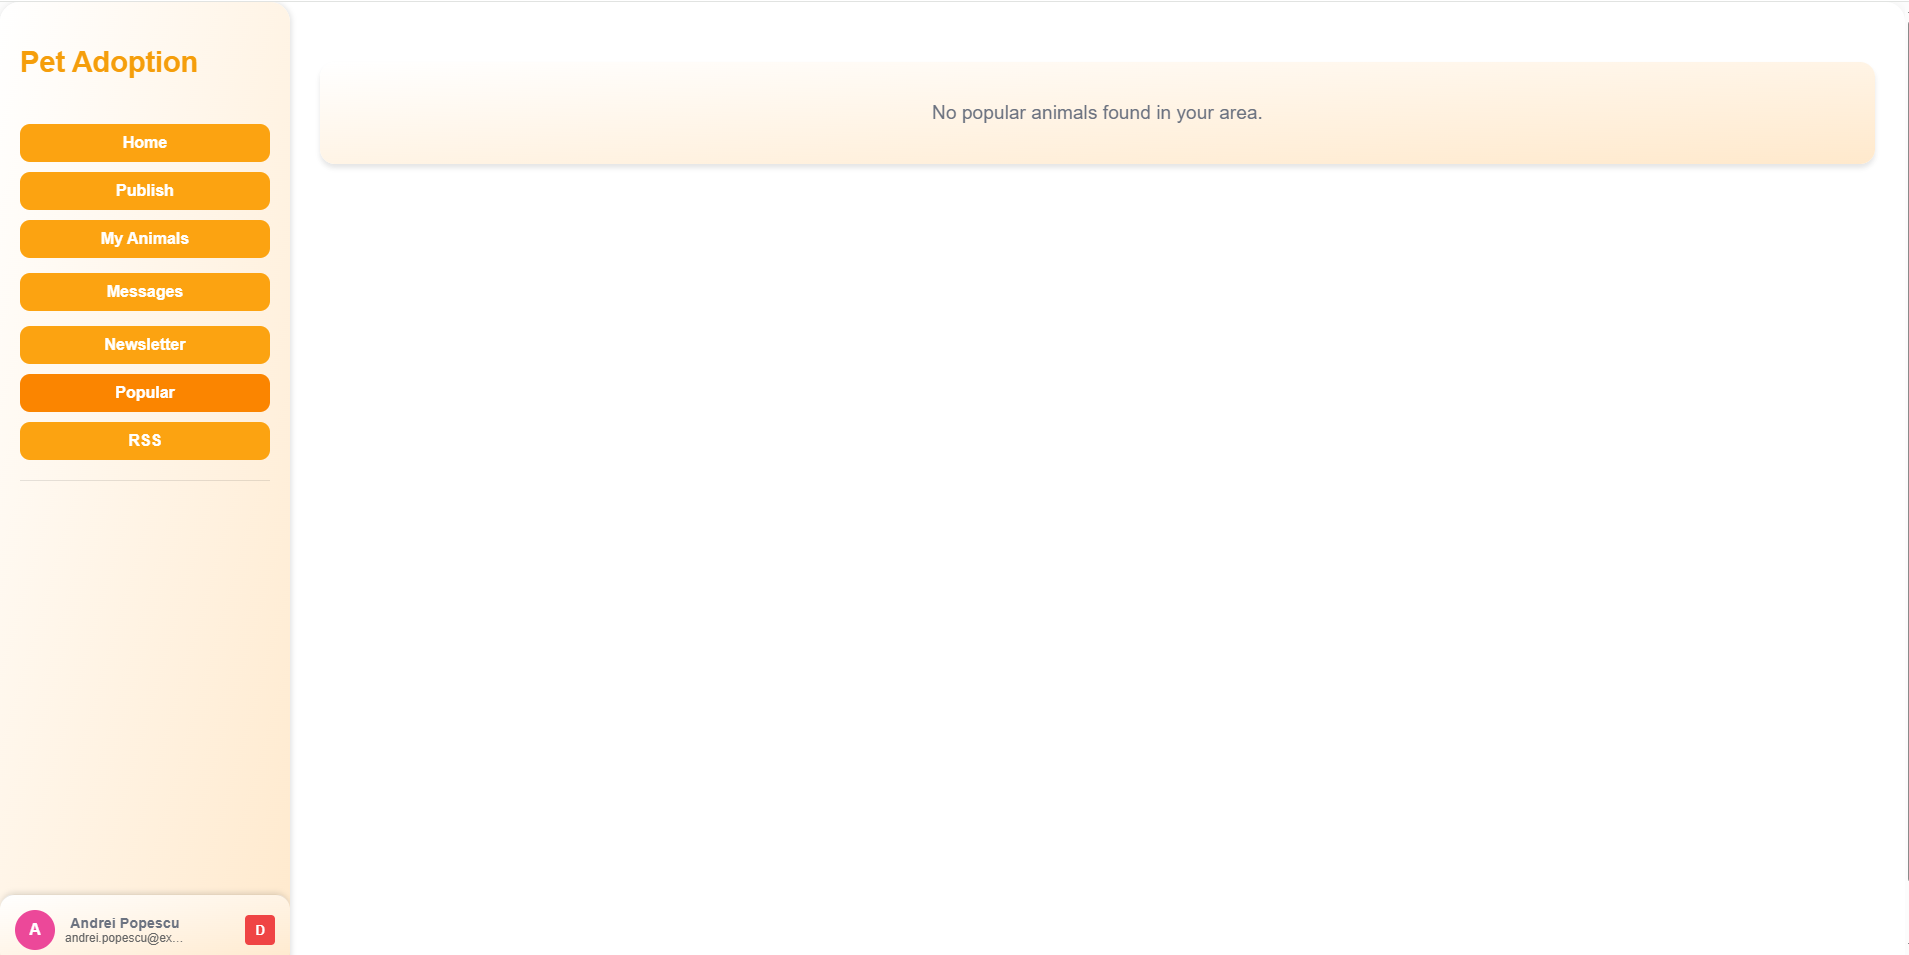 Pet Adoption
Home
Publish
My Animals
Messages
Newsletter
Popular
RSS
No popular animals found in your area.
A
Andrei Popescu
andrei.popescu@ex...
D